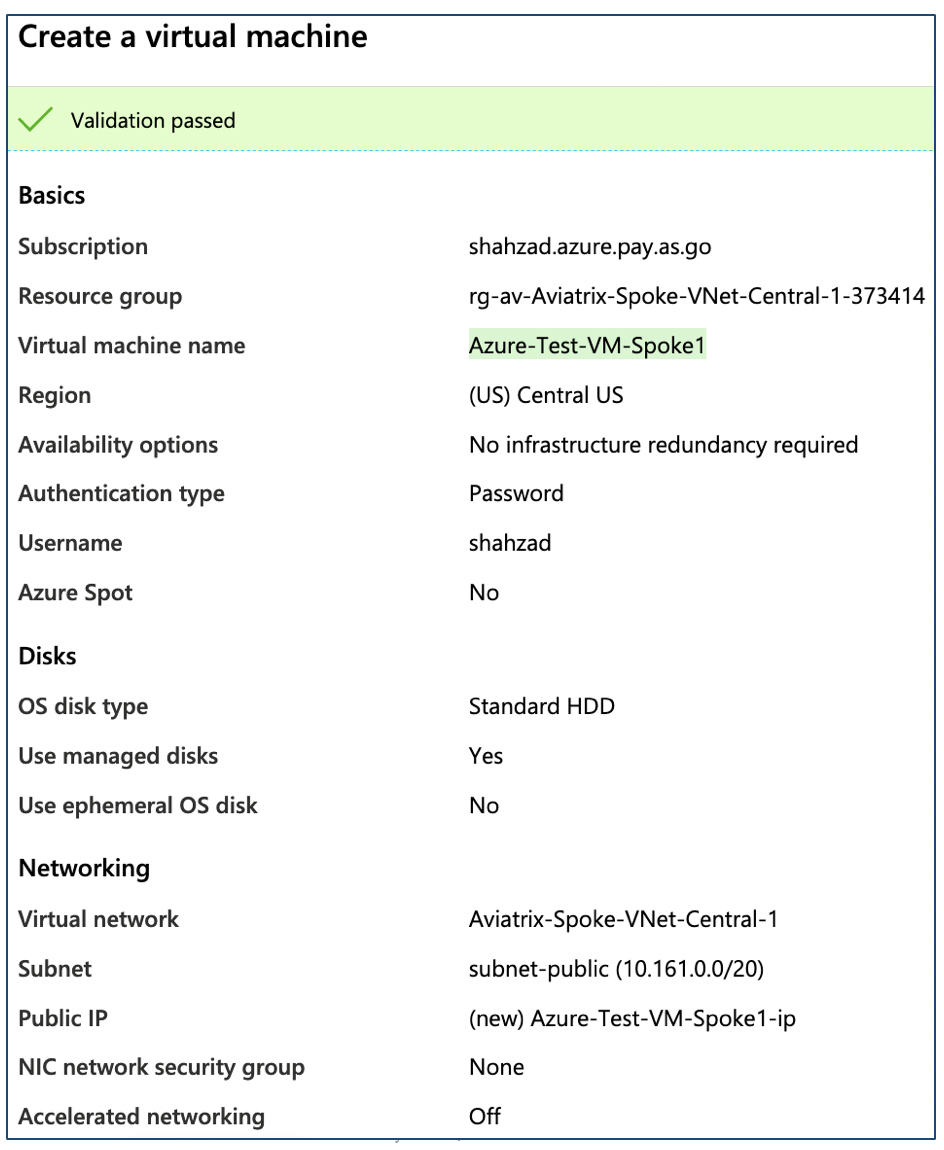 Create a virtual machine
Validation passed
Basics
Subscription shahzad.azure.pay.as.go
Resource group rg-av-Aviatrix-Spoke-VNet-Central-1-373414
Virtual machine name Azure-Test-VM-Spoke1
Region (US) Central US
Availability options No infrastructure redundancy required
Authentication type Password
Username shahzad
Azure Spot No
Disks
OS disk type Standard HDD
Use managed disks Yes
Use ephemeral OS disk No
Networking
Virtual network Aviatrix-Spoke-VNet-Central-1
Subnet subnet-public (10.161.0.0/20)
Public IP (new) Azure-Test-VM-Spoke1-ip
NIC network security group None
Accelerated networking Off